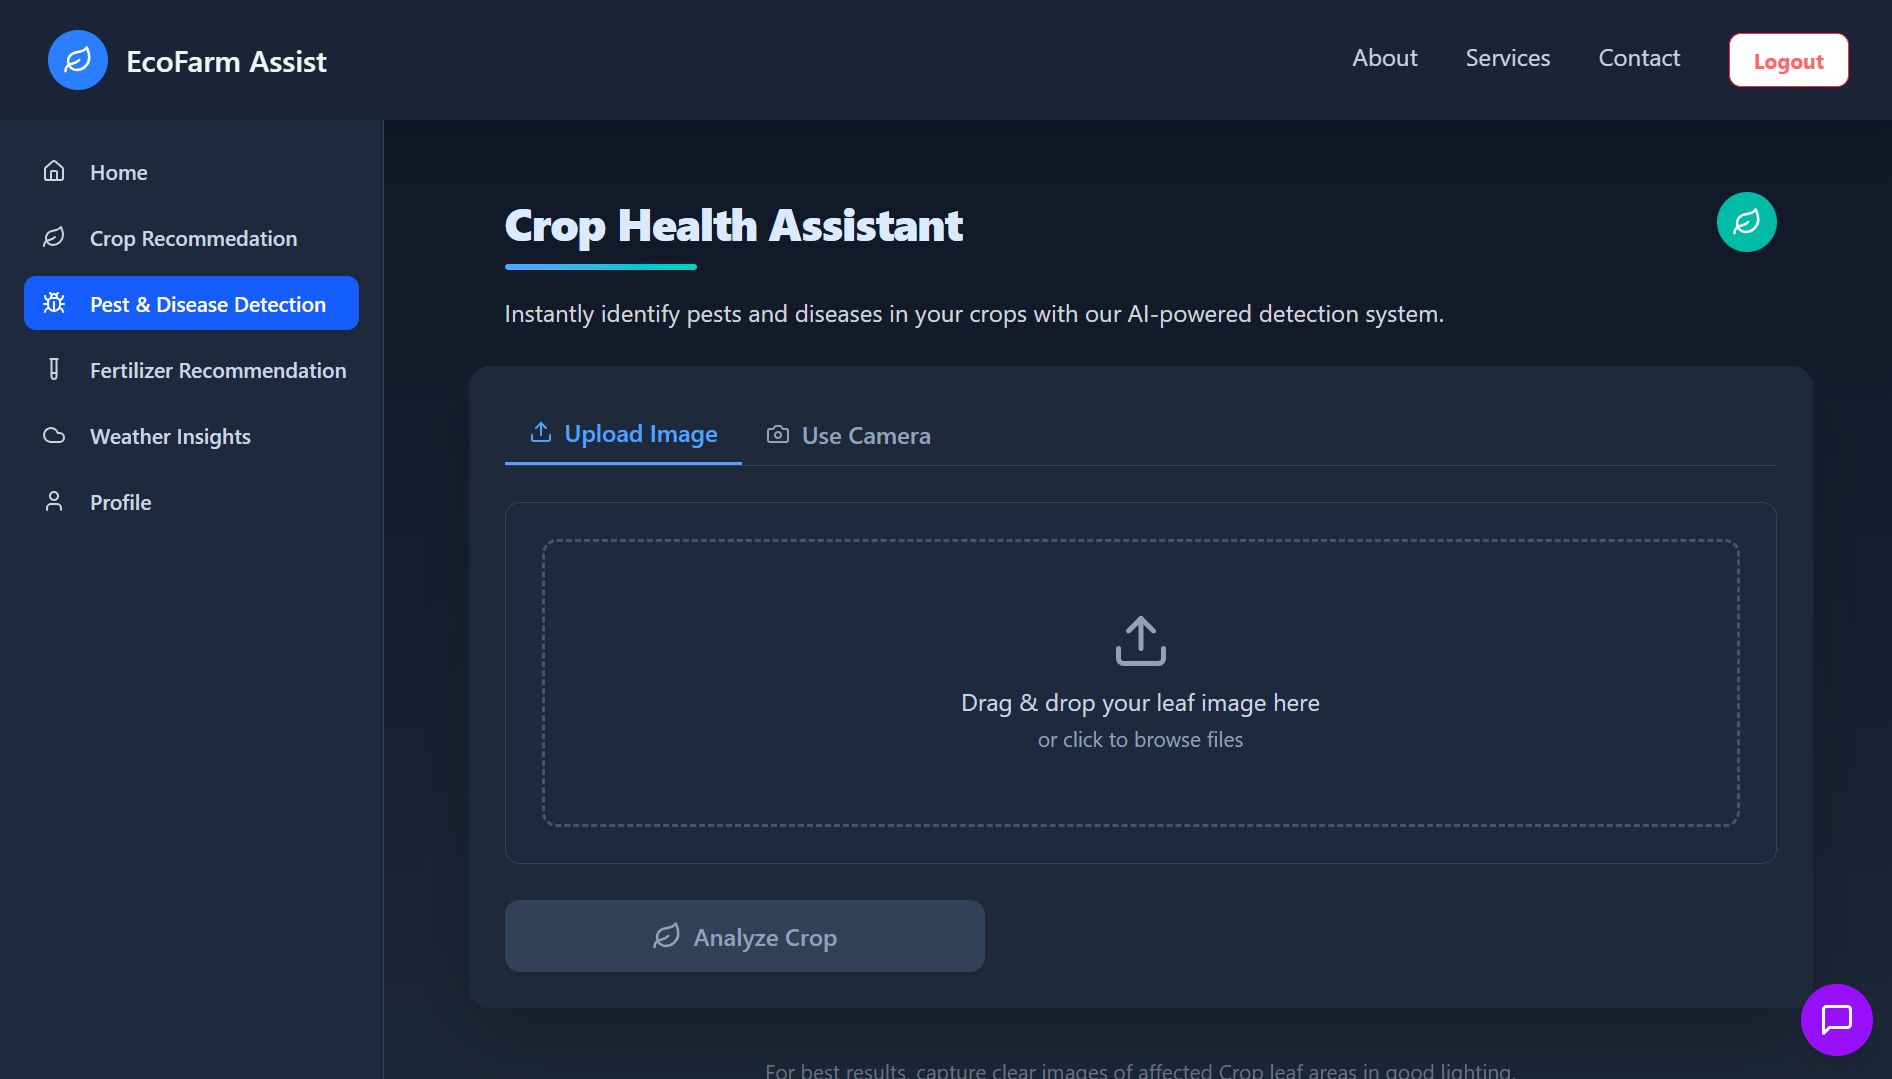 EcoFarm Assist
About
Services
Contact
Logout
Home
Crop Recommedation
Pest & Disease Detection
Fertilizer Recommendation
Weather Insights
Profile
Crop Health Assistant
Instantly identify pests and diseases in your crops with our AI-powered detection system.
Upload Image
Use Camera
Drag & drop your leaf image here
or click to browse files
Analyze Crop
For best results, capture clear images of affected Crop leaf areas in good lighting.